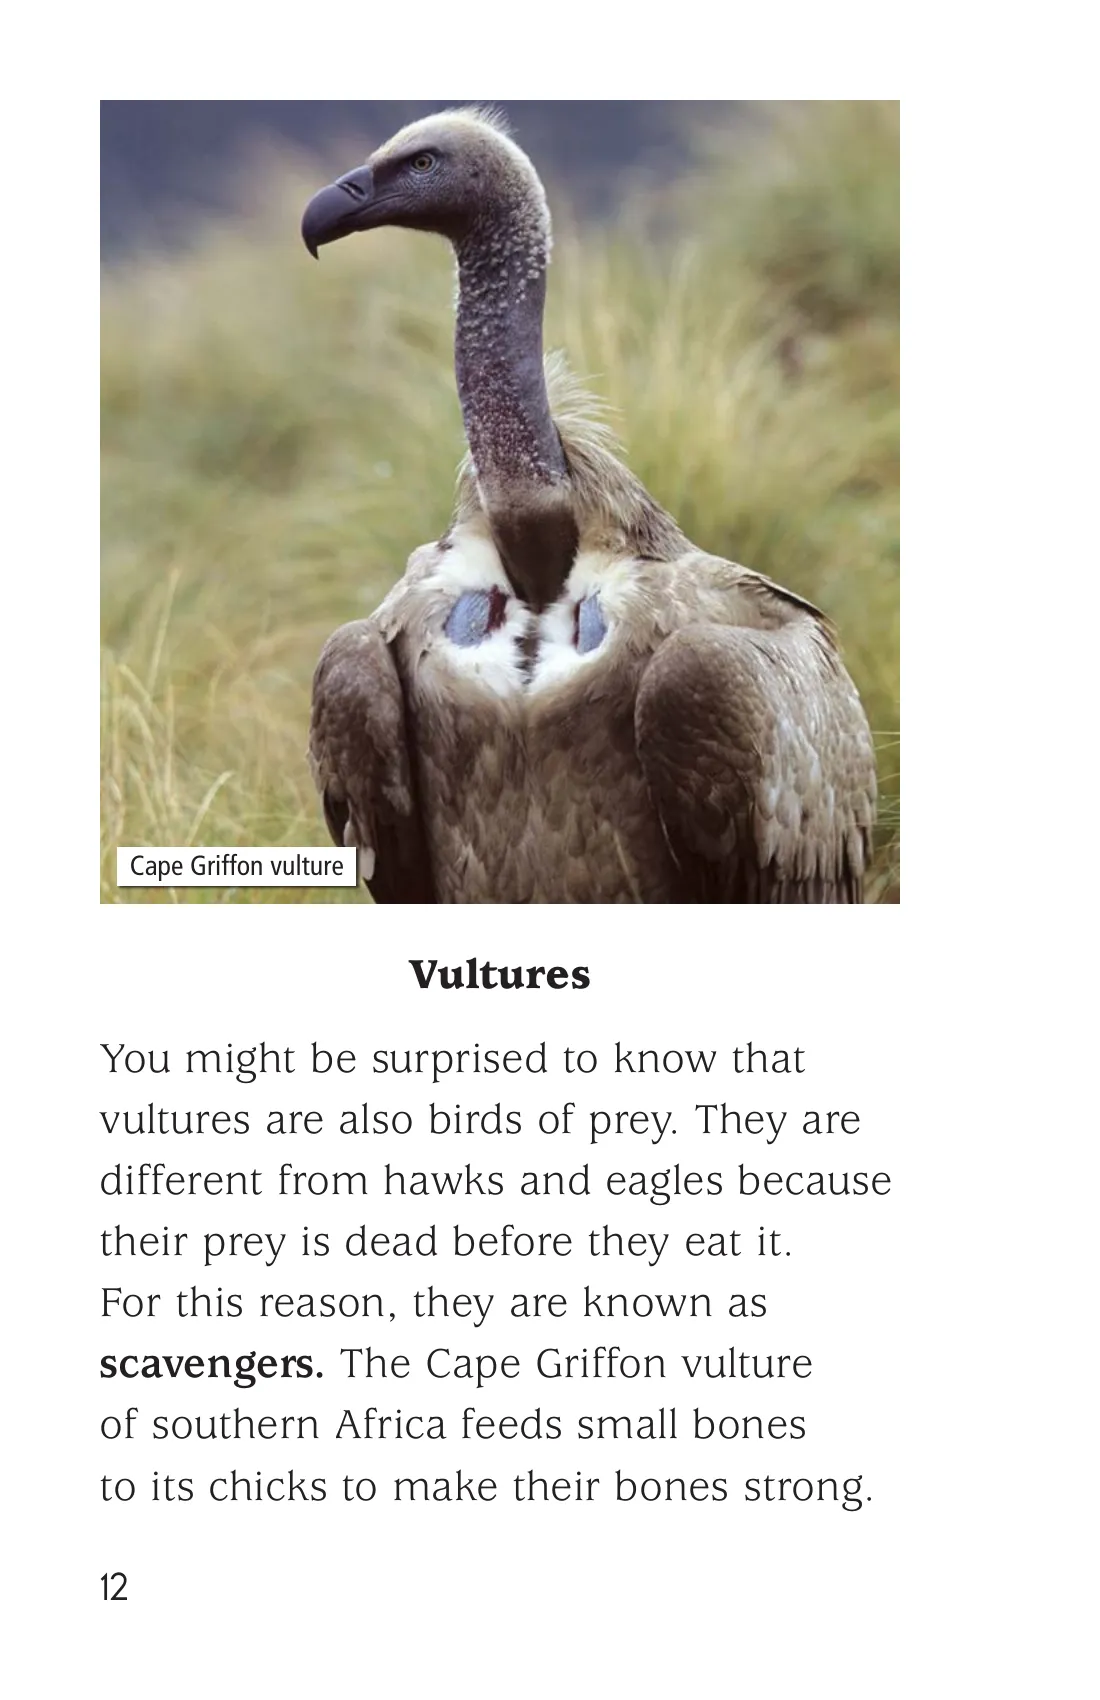 Cape Griffon vulture
Vultures
You might be surprised to know that
vultures are also birds of prey. They are
different from hawks and eagles because
their prey is dead before they eat it.
For this reason, they are known as
scavengers. The Cape Griffon vulture
of southern Africa feeds small bones
to its chicks to make their bones strong.
12